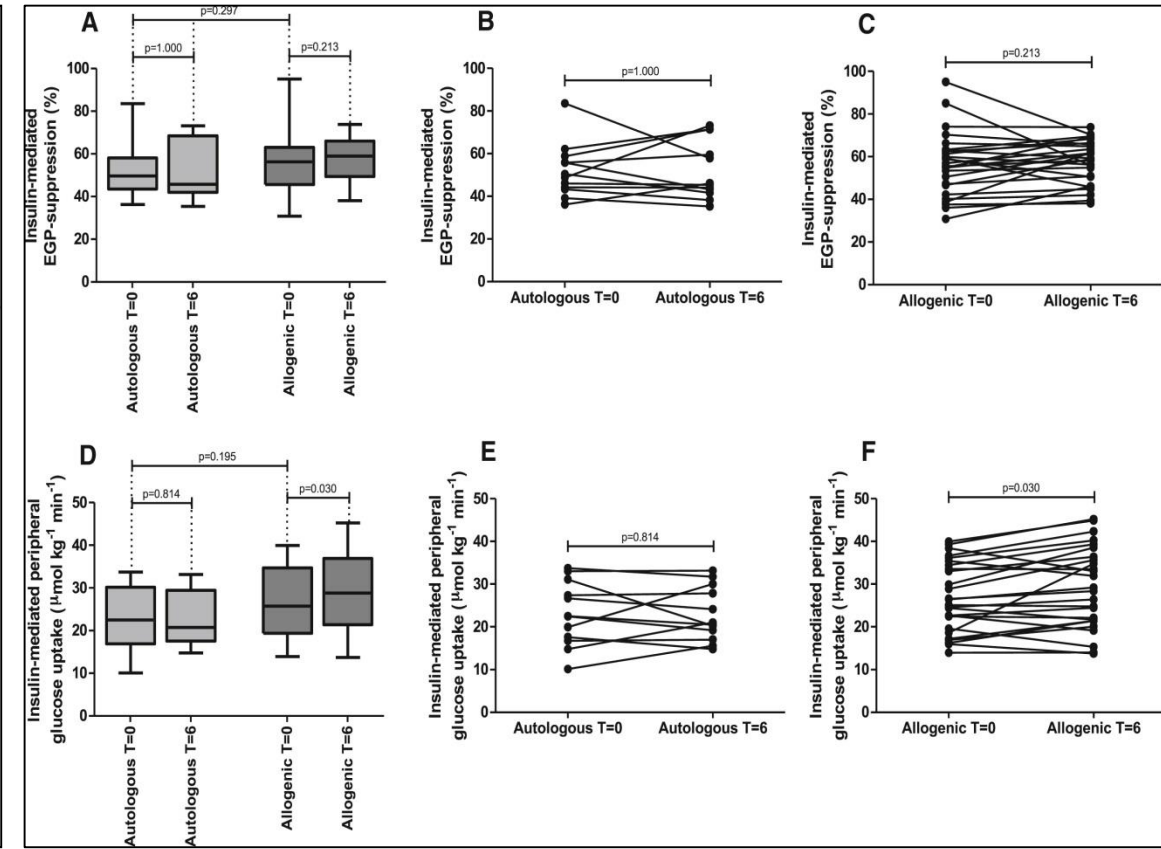 A
p=0.297
p=1.000
p=0.213
Insulin-mediated
EGP-suppression (%)
100
80
60
40
20
0
Autologous T=0
Autologous T=6
Allogenic T=0
Allogenic T=6
B
p=1.000
Insulin-mediated
EGP-suppression (%)
100
80
60
40
20
0
Autologous T=0
Autologous T=6
C
p=0.213
Insulin-mediated
EGP-suppression (%)
100
80
60
40
20
0
Allogenic T=0
Allogenic T=6
D
p=0.195
p=0.814
p=0.030
Insulin-mediated peripheral
glucose uptake (µmol kg⁻¹ min⁻¹)
50
40
30
20
10
0
Autologous T=0
Autologous T=6
Allogenic T=0
Allogenic T=6
E
p=0.814
Insulin-mediated peripheral
glucose uptake (µmol kg⁻¹ min⁻¹)
50
40
30
20
10
0
Autologous T=0
Autologous T=6
F
p=0.030
Insulin-mediated peripheral
glucose uptake (µmol kg⁻¹ min⁻¹)
50
40
30
20
10
0
Allogenic T=0
Allogenic T=6